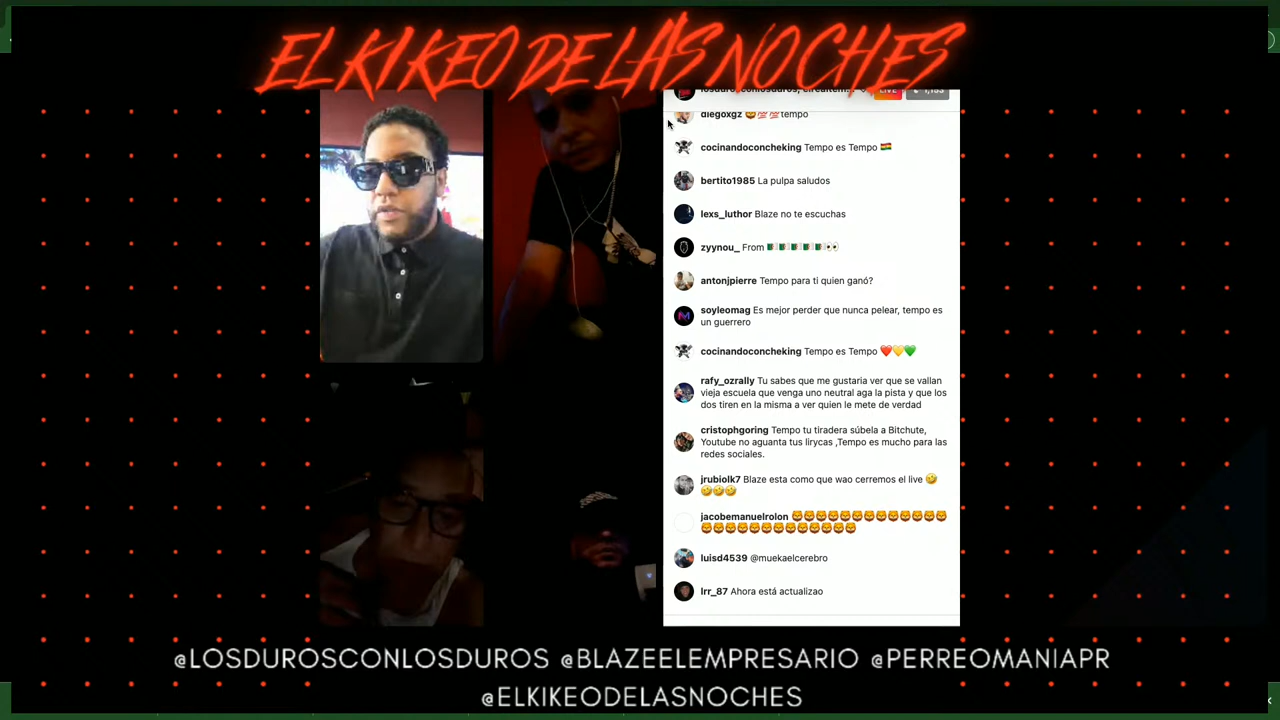 EL KIKEO DE LAS NOCHES
LIVE
1,153
diegoxgz 🦁💯💯tempo
cocinandoconcheking Tempo es Tempo 🇧🇴
bertito1985 La pulpa saludos
lexs_luthor Blaze no te escuchas
zyynou_ From 🇩🇿🇩🇿🇩🇿🇩🇿🇩🇿👀
antonjpierre Tempo para ti quien ganó?
soyleomag Es mejor perder que nunca pelear, tempo es
un guerrero
cocinandoconcheking Tempo es Tempo ❤️💛💚
rafy_ozrally Tu sabes que me gustaria ver que se vallan
vieja escuela que venga uno neutral aga la pista y que los
dos tiren en la misma a ver quien le mete de verdad
cristophgoring Tempo tu tiradera súbela a Bitchute,
Youtube no aguanta tus lirycas ,Tempo es mucho para las
redes sociales.
jrubiolk7 Blaze esta como que wao cerremos el live 🤣
🤣🤣🤣
jacobemanuelrolon 🦁🦁🦁🦁🦁🦁🦁🦁🦁🦁🦁🦁🦁
🦁🦁🦁🦁🦁🦁🦁🦁🦁🦁🦁🦁🦁
luisd4539 @muekaelcerebro
lrr_87 Ahora está actualizao
@LOSDUROSCONLOSDUROS @BLAZEELEMPRESARIO @PERREOMANIAPR
@ELKIKEODELASNOCHES